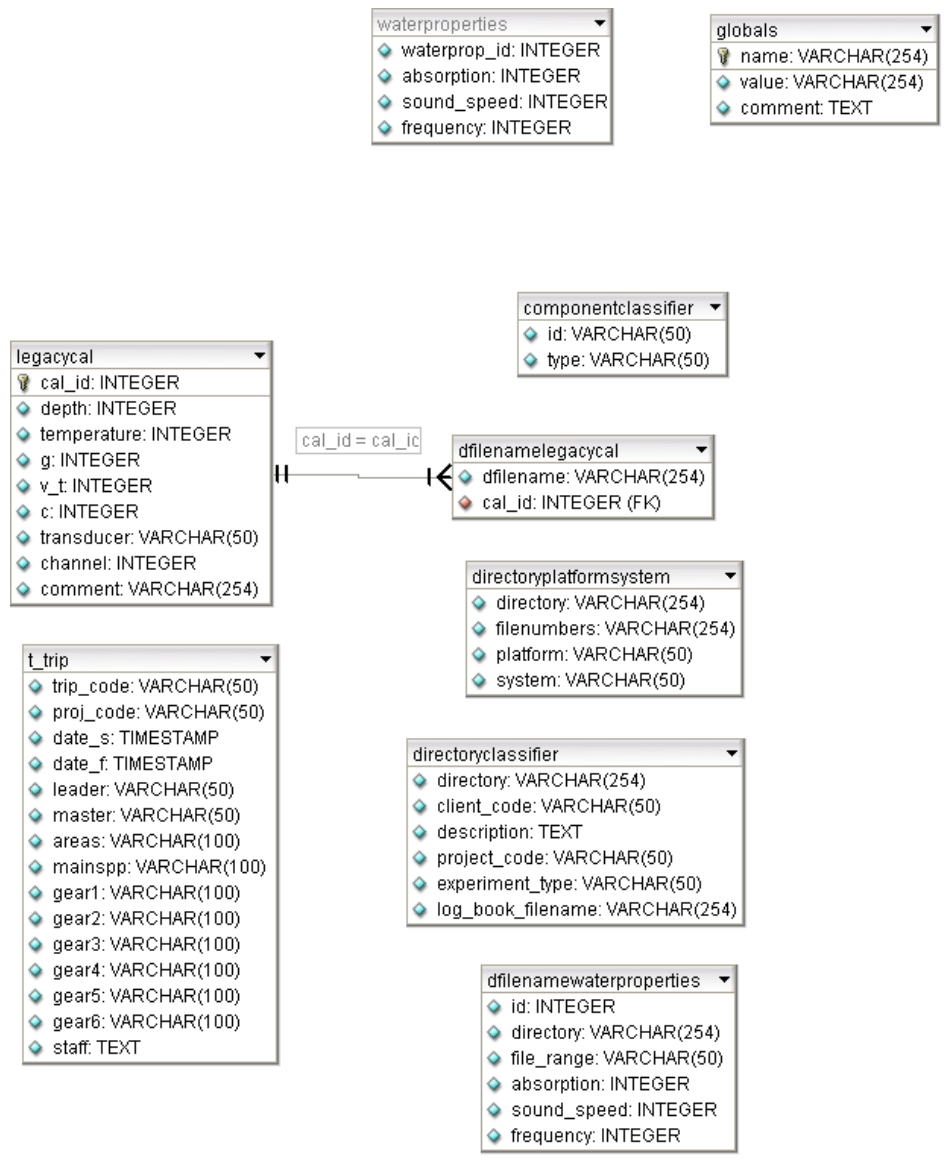 waterproperties
waterprop_id: INTEGER
absorption: INTEGER
sound_speed: INTEGER
frequency: INTEGER
globals
name: VARCHAR(254)
value: VARCHAR(254)
comment: TEXT
componentclassifier
id: VARCHAR(50)
type: VARCHAR(50)
legacycal
cal_id: INTEGER
depth: INTEGER
temperature: INTEGER
g: INTEGER
v_t: INTEGER
c: INTEGER
transducer: VARCHAR(50)
channel: INTEGER
comment: VARCHAR(254)
cal_id = cal_ic
dfilenamelegacycal
dfilename: VARCHAR(254)
cal_id: INTEGER (FK)
directoryplatformsystem
directory: VARCHAR(254)
filenumbers: VARCHAR(254)
platform: VARCHAR(50)
system: VARCHAR(50)
t_trip
trip_code: VARCHAR(50)
proj_code: VARCHAR(50)
date_s: TIMESTAMP
date_f: TIMESTAMP
leader: VARCHAR(50)
master: VARCHAR(50)
areas: VARCHAR(100)
mainspp: VARCHAR(100)
gear1: VARCHAR(100)
gear2: VARCHAR(100)
gear3: VARCHAR(100)
gear4: VARCHAR(100)
gear5: VARCHAR(100)
gear6: VARCHAR(100)
staff: TEXT
directoryclassifier
directory: VARCHAR(254)
client_code: VARCHAR(50)
description: TEXT
project_code: VARCHAR(50)
experiment_type: VARCHAR(50)
log_book_filename: VARCHAR(254)
dfilenamewaterproperties
id: INTEGER
directory: VARCHAR(254)
file_range: VARCHAR(50)
absorption: INTEGER
sound_speed: INTEGER
frequency: INTEGER